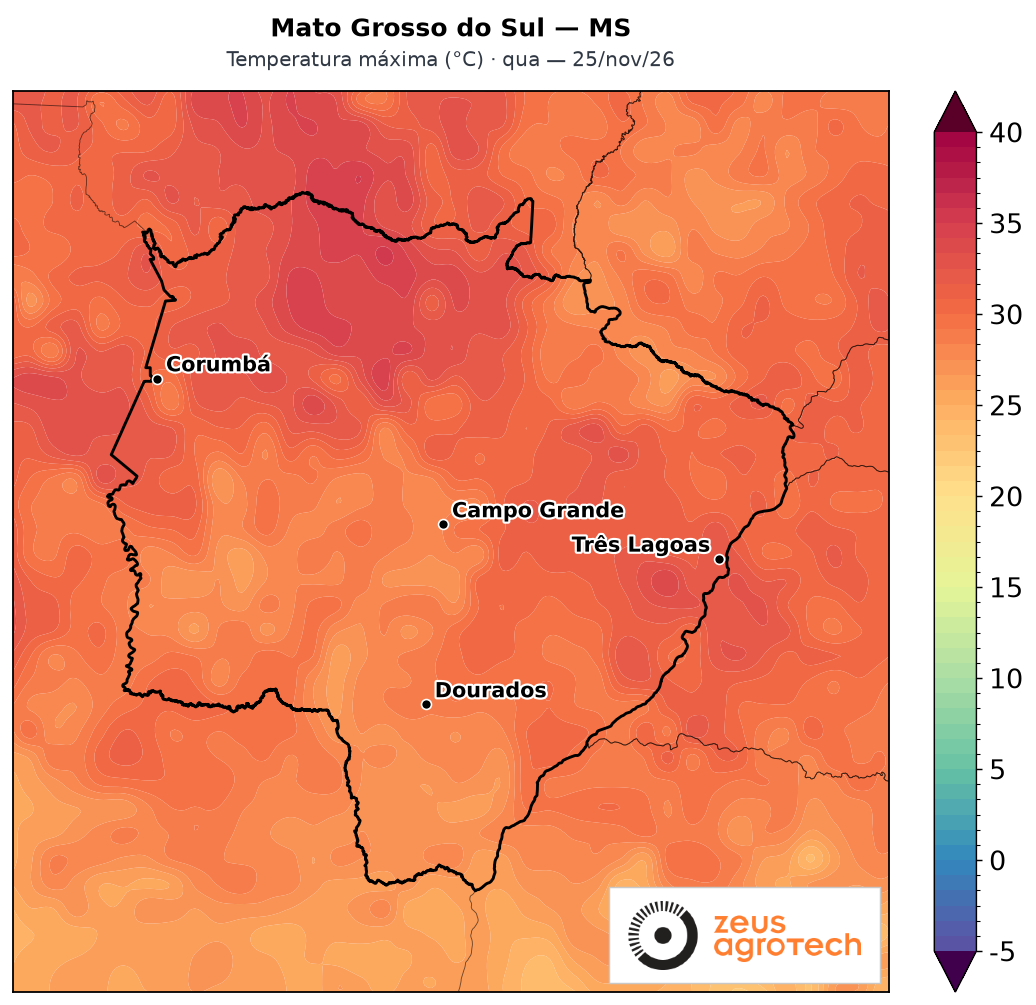 Mato Grosso do Sul — MS
Temperatura máxima (°C) · qua — 25/nov/26
Corumbá
Campo Grande
Três Lagoas
Dourados
40
35
30
25
20
15
10
5
0
-5
zeus
agrotech